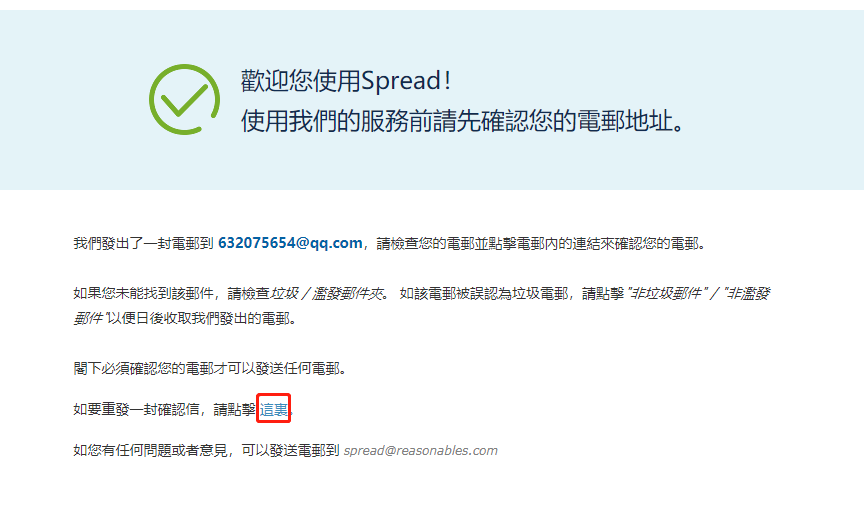 歡迎您使用Spread！
使用我們的服務前請先確認您的電郵地址。
我們發出了一封電郵到 632075654@qq.com，請檢查您的電郵並點擊電郵內的連結來確認您的電郵。
如果您未能找到該郵件，請檢查垃圾／濫發郵件夾。 如該電郵被誤認為垃圾電郵，請點擊"非垃圾郵件"／"非濫發
郵件"以便日後收取我們發出的電郵。
閣下必須確認您的電郵才可以發送任何電郵。
如要重發一封確認信，請點擊 這裏。
如您有任何問題或者意見，可以發送電郵到 spread@reasonables.com